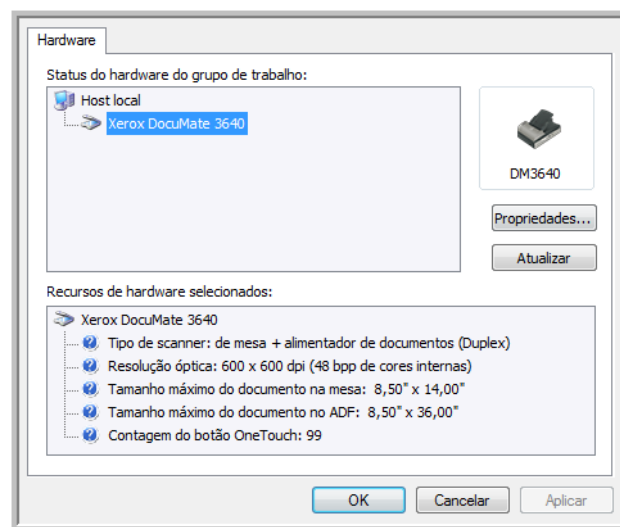 Hardware
Status do hardware do grupo de trabalho:
Host local
Xerox DocuMate 3640
DM3640
Propriedades...
Atualizar
Recursos de hardware selecionados:
Xerox DocuMate 3640
Tipo de scanner: de mesa + alimentador de documentos (Duplex)
Resolução óptica: 600 x 600 dpi (48 bpp de cores internas)
Tamanho máximo do documento na mesa: 8,50" x 14,00"
Tamanho máximo do documento no ADF: 8,50" x 36,00"
Contagem do botão OneTouch: 99
OK
Cancelar
Aplicar